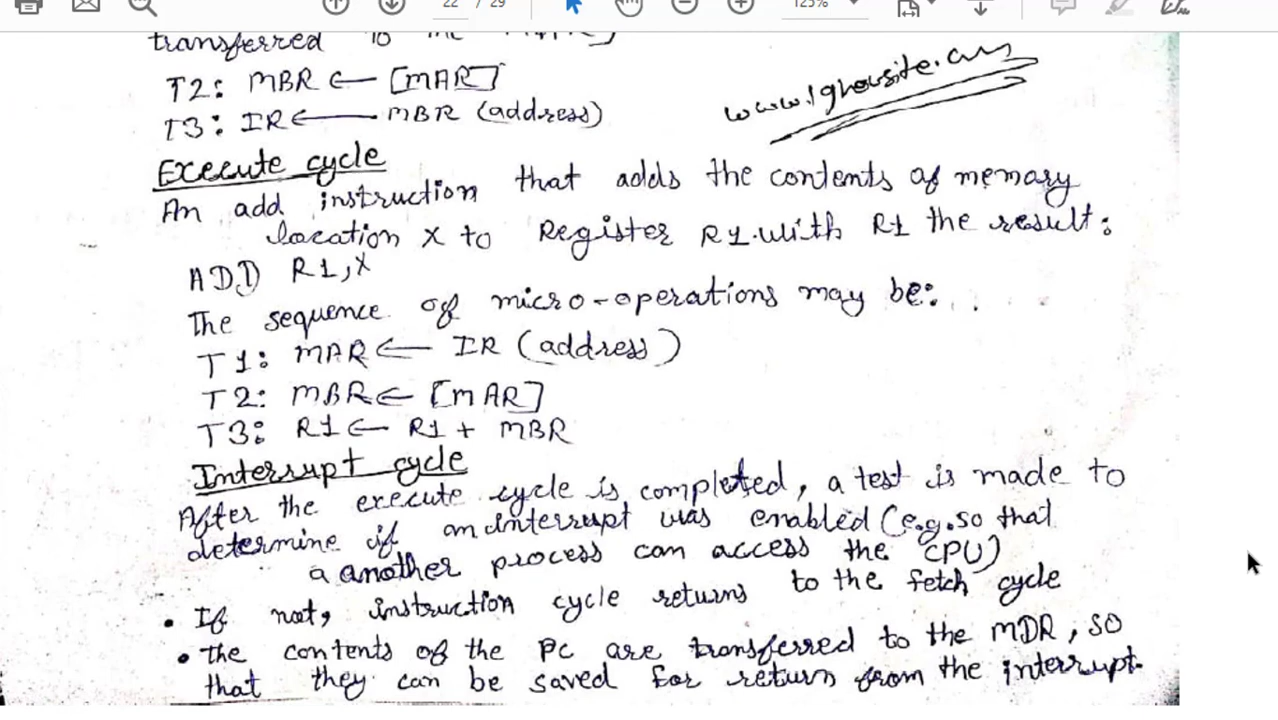 22 / 29
125%
transferred to the
T2: MBR ← [MAR]
www.1ghousite.com
T3: IR ← MBR (address)
Execute cycle
An add instruction that adds the contents of memary
location X to Register R1 with R1 the result:
ADD R1,X
The sequence of micro-operations may be:
T1: MAR ← IR (address)
T2: MBR ← [MAR]
T3: R1 ← R1 + MBR
Interrupt cycle
After the execute cycle is completed, a test is made to
determine if an interrupt was enabled (e.g. so that
a another process can access the CPU)
• If not, instruction cycle returns to the fetch cycle
• the contents of the PC are transferred to the MDR, so
that they can be saved for return from the interrupt.